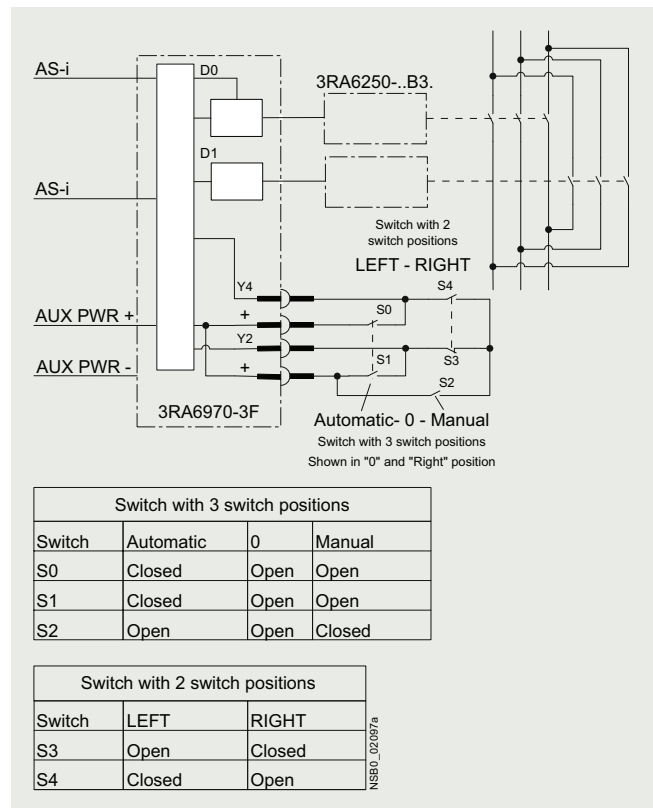 AS-i
D0
3RA6250-..B3.
D1
AS-i
Switch with 2
switch positions
LEFT - RIGHT
Y4
S4
AUX PWR +
+
S0
Y2
S3
AUX PWR -
+
S1
S2
3RA6970-3F
Automatic- 0 - Manual
Switch with 3 switch positions
Shown in "0" and "Right" position
Switch with 3 switch positions
Switch Automatic 0 Manual
S0 Closed Open Open
S1 Closed Open Open
S2 Open Open Closed
Switch with 2 switch positions
Switch LEFT RIGHT
S3 Open Closed
S4 Closed Open
NSB0_02097a